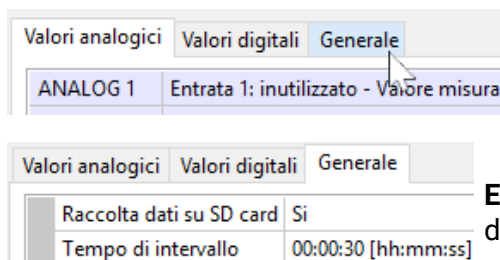 Valori analogici Valori digitali Generale
ANALOG 1 Entrata 1: inutilizzato - Valore misura
Valori analogici Valori digitali Generale
Raccolta dati su SD card Si
Tempo di intervallo 00:00:30 [hh:mm:ss]
E
d